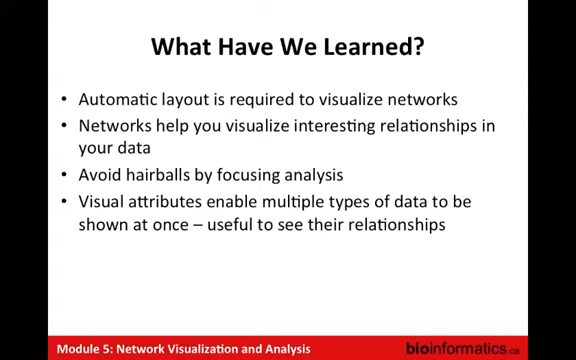 What Have We Learned?
• Automatic layout is required to visualize networks
• Networks help you visualize interesting relationships in
your data
• Avoid hairballs by focusing analysis
• Visual attributes enable multiple types of data to be
shown at once – useful to see their relationships
Module 5: Network Visualization and Analysis
bioinformatics.ca